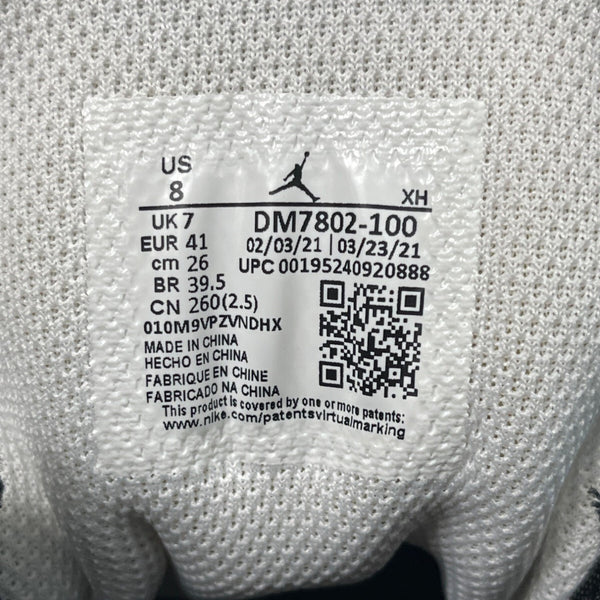 US
8
XH
UK 7
DM7802-100
EUR 41
02/03/21 | 03/23/21
cm 26
UPC 00195240920888
BR 39.5
CN 260(2.5)
010M9VPZVNDHX
MADE IN CHINA
HECHO EN CHINA
FABRIQUE EN CHINE
FABRICADO NA CHINA
This product is covered by one or more patents:
www.nike.com/patentsvirtualmarking